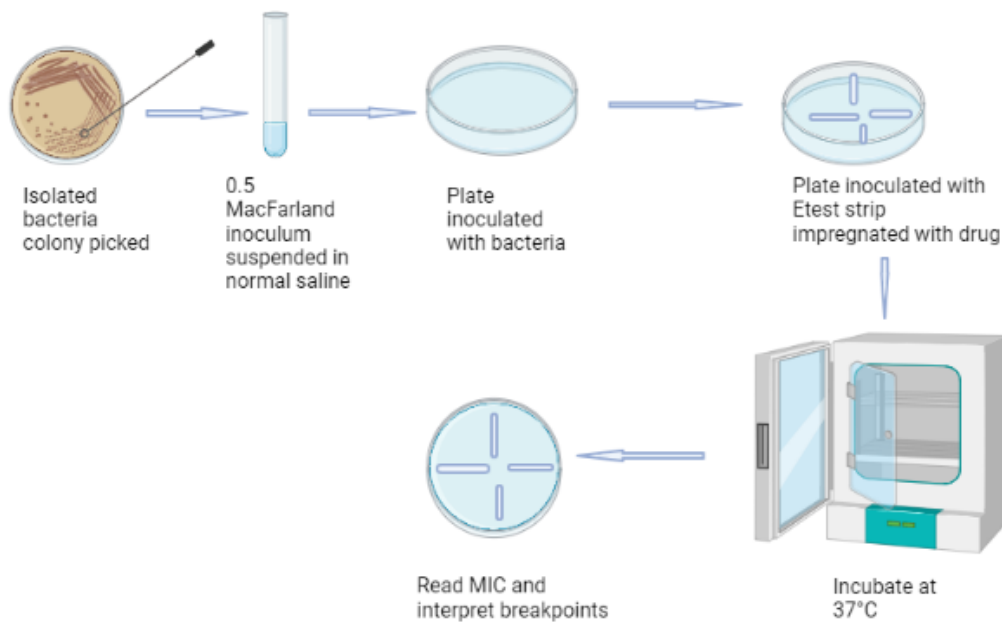 Isolated
bacteria
colony picked
0.5
MacFarland
inoculum
suspended in
normal saline
Plate
inoculated
with bacteria
Plate inoculated with
Etest strip
impregnated with drug
Incubate at
37°C
Read MIC and
interpret breakpoints